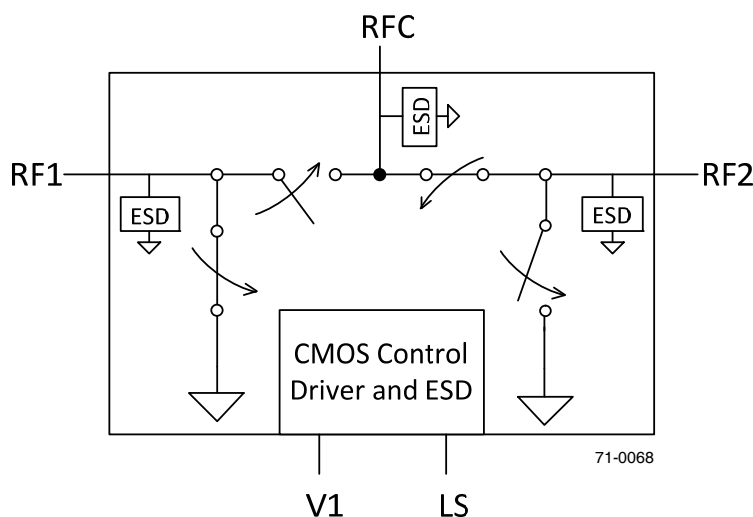 RFC
ESD
RF1
RF2
ESD
ESD
CMOS Control
Driver and ESD
71-0068
V1
LS